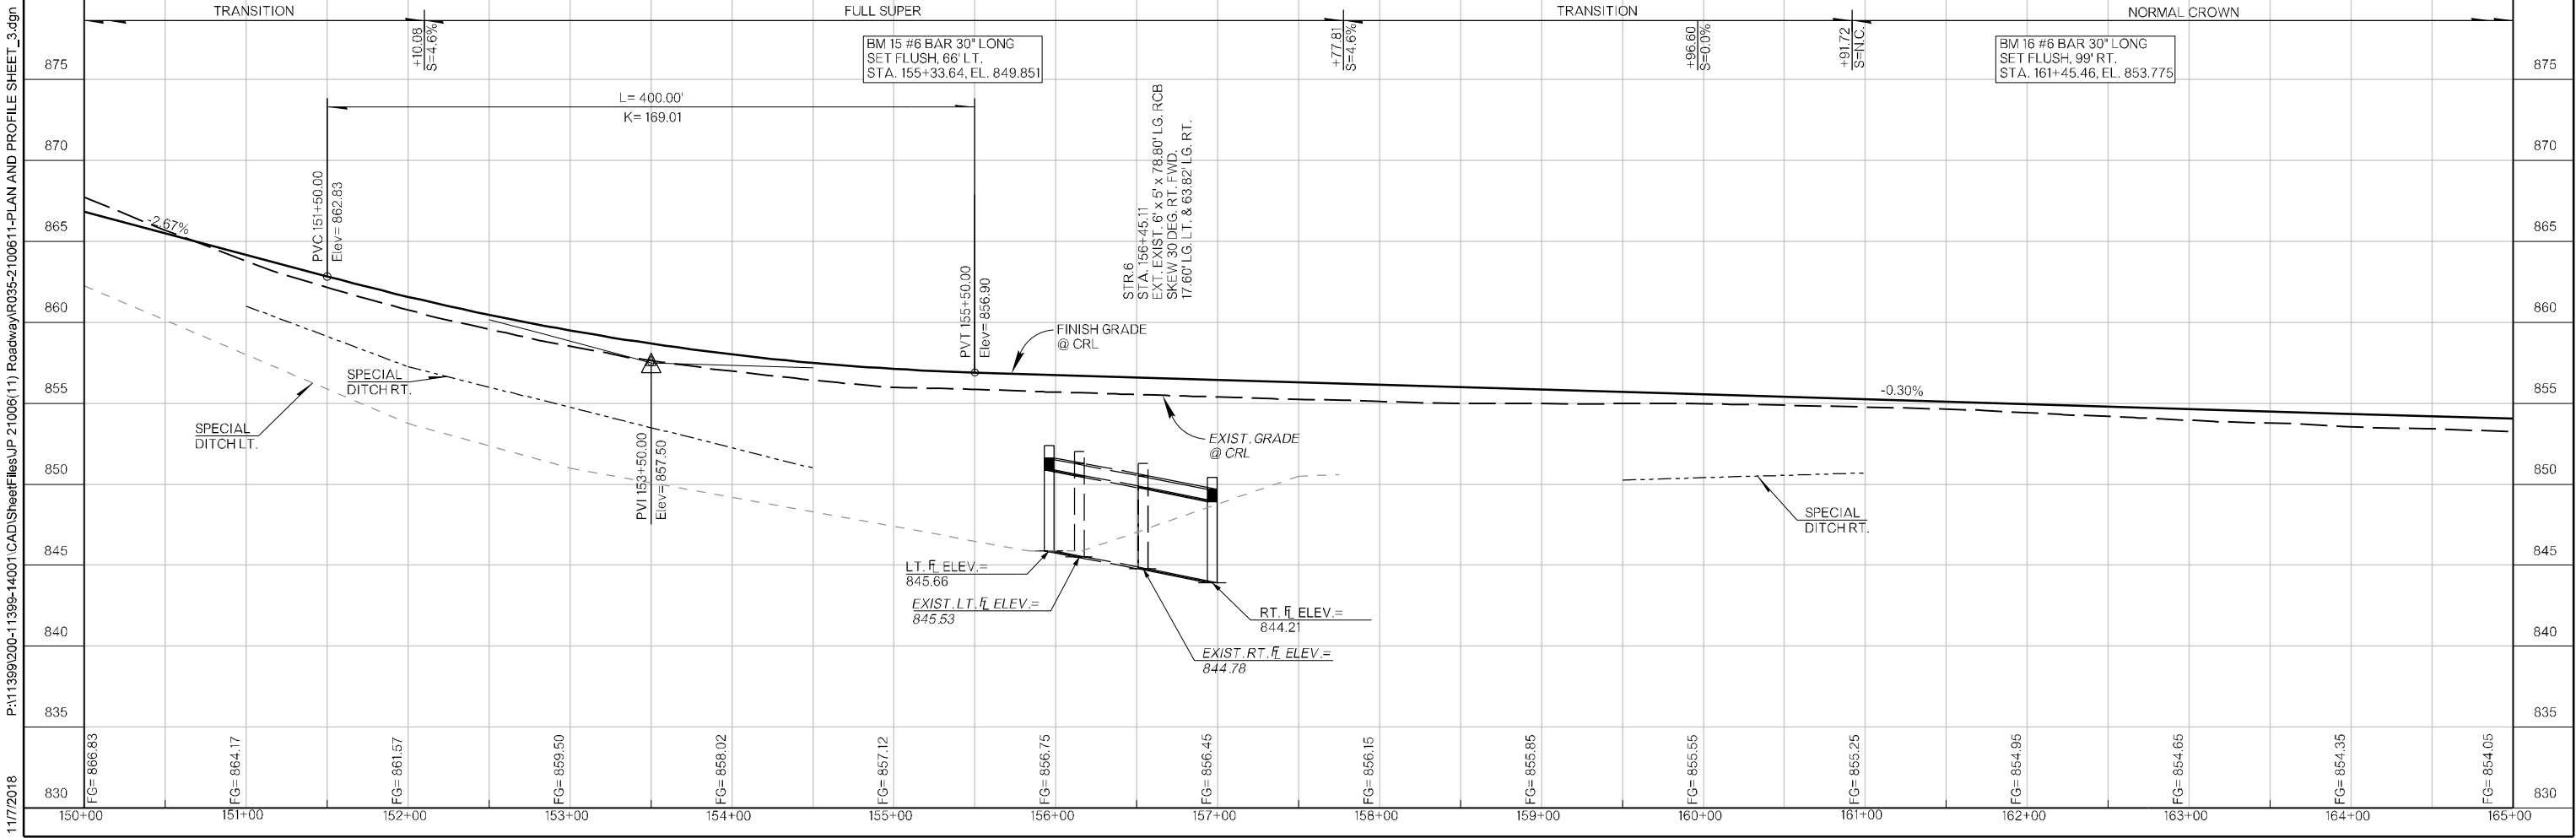 TRANSITION
FULL SUPER
TRANSITION
NORMAL CROWN
+10.08
S=4.6%
+77.81
S=4.6%
+96.60
S=0.0%
+91.72
S=N.C.
BM 15 #6 BAR 30" LONG
SET FLUSH, 66' LT.
STA. 155+33.64, EL. 849.851
BM 16 #6 BAR 30" LONG
SET FLUSH, 99' RT.
STA. 161+45.46, EL. 853.775
L= 400.00'
K= 169.01
875
875
870
870
865
865
860
860
855
855
850
850
845
845
840
840
835
835
830
830
-2.67%
PVC 151+50.00
Elev= 862.83
PVT 155+50.00
Elev= 856.90
PVI 153+50.00
Elev= 857.50
STR.6
STA. 156+45.11
EXT. EXIST. 6' x 5' x 78.80' LG. RCB
SKEW 30 DEG. RT. FWD.
17.60' LG. LT. & 63.82' LG. RT.
FINISH GRADE
@ CRL
-0.30%
SPECIAL
DITCH RT.
SPECIAL
DITCH LT.
EXIST. GRADE
@ CRL
SPECIAL
DITCH RT.
LT. FL ELEV.=
845.66
EXIST. LT. FL ELEV.=
845.53
RT. FL ELEV.=
844.21
EXIST. RT. FL ELEV.=
844.78
FG= 866.83
FG= 864.17
FG= 861.57
FG= 859.50
FG= 858.02
FG= 857.12
FG= 856.75
FG= 856.45
FG= 856.15
FG= 855.85
FG= 855.55
FG= 855.25
FG= 854.95
FG= 854.65
FG= 854.35
FG= 854.05
150+00
151+00
152+00
153+00
154+00
155+00
156+00
157+00
158+00
159+00
160+00
161+00
162+00
163+00
164+00
165+00
11/7/2018
P:\11399\200-11399-14001\CAD\SheetFiles\JP 21006(11) Roadway\R035-2100611-PLAN AND PROFILE SHEET_3.dgn